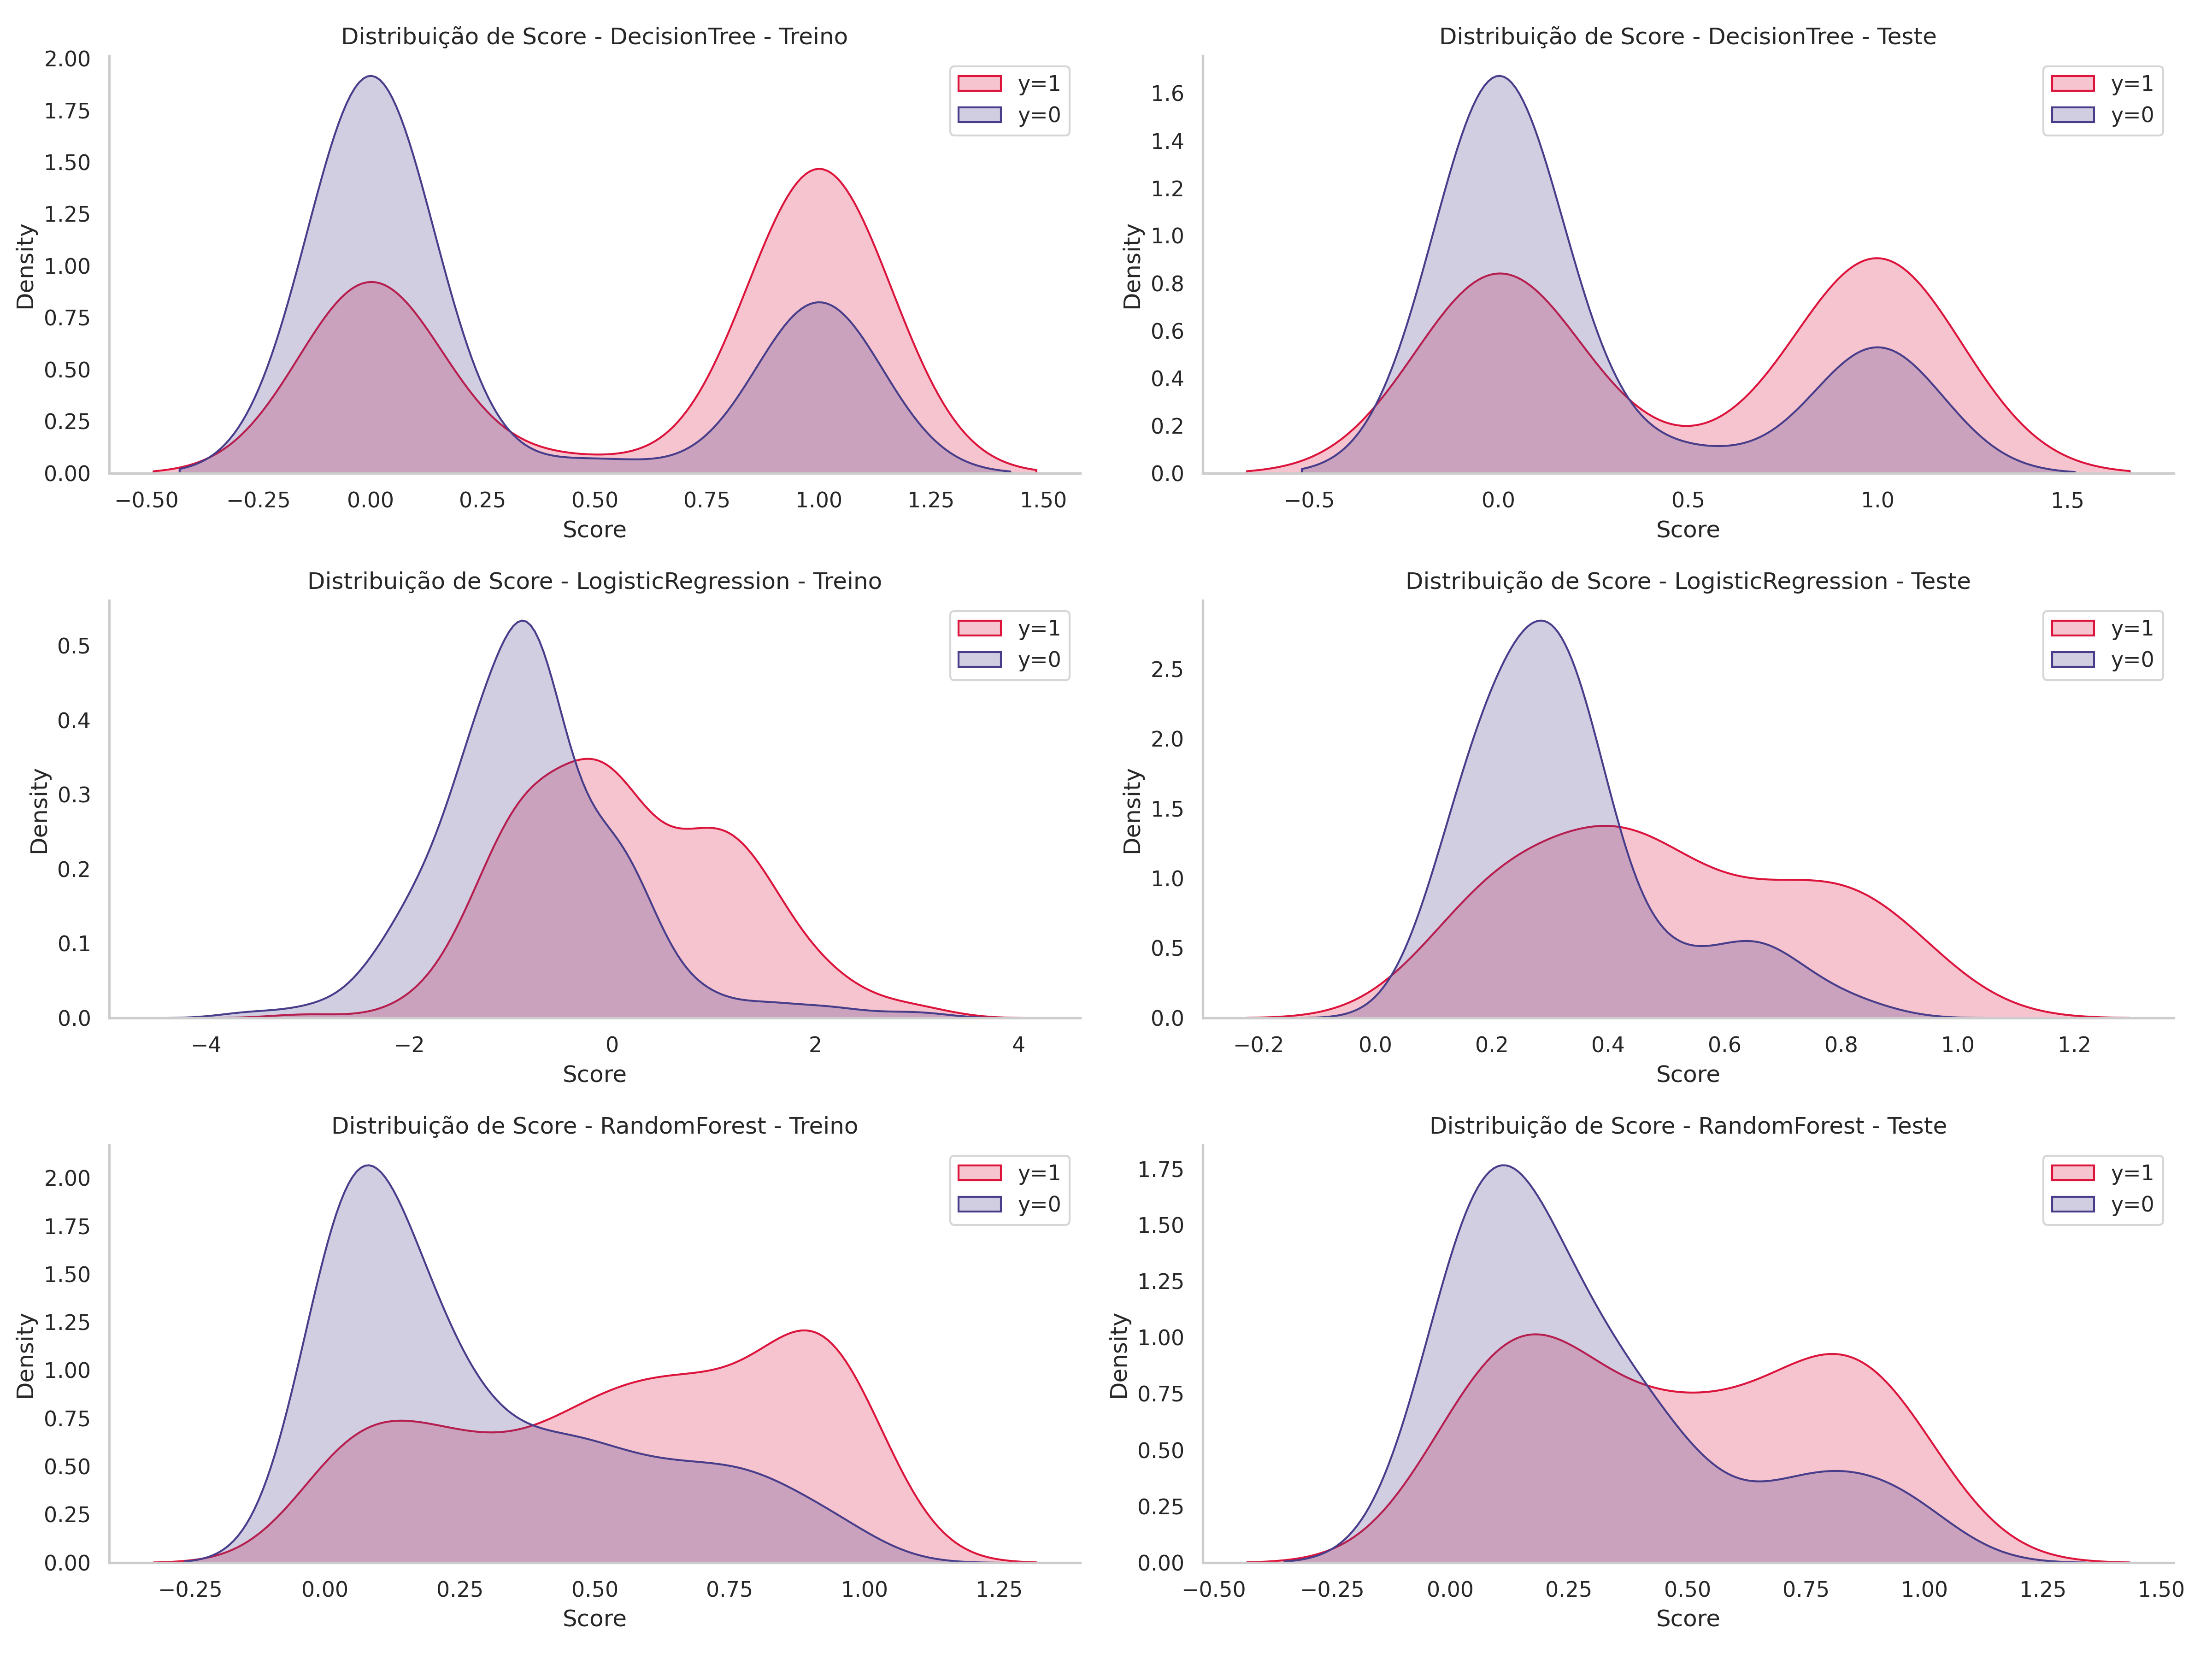 Distribuição de Score - DecisionTree - Treino
2.00
1.75
1.50
1.25
1.00
0.75
0.50
0.25
0.00
Density
y=1
y=0
−0.50 −0.25 0.00 0.25 0.50 0.75 1.00 1.25 1.50
Score
Distribuição de Score - DecisionTree - Teste
1.6
1.4
1.2
1.0
0.8
0.6
0.4
0.2
0.0
Density
y=1
y=0
−0.5 0.0 0.5 1.0 1.5
Score
Distribuição de Score - LogisticRegression - Treino
0.5
0.4
0.3
0.2
0.1
0.0
Density
y=1
y=0
−4 −2 0 2 4
Score
Distribuição de Score - LogisticRegression - Teste
2.5
2.0
1.5
1.0
0.5
0.0
Density
y=1
y=0
−0.2 0.0 0.2 0.4 0.6 0.8 1.0 1.2
Score
Distribuição de Score - RandomForest - Treino
2.00
1.75
1.50
1.25
1.00
0.75
0.50
0.25
0.00
Density
y=1
y=0
−0.25 0.00 0.25 0.50 0.75 1.00 1.25
Score
Distribuição de Score - RandomForest - Teste
1.75
1.50
1.25
1.00
0.75
0.50
0.25
0.00
Density
y=1
y=0
−0.50 −0.25 0.00 0.25 0.50 0.75 1.00 1.25 1.50
Score